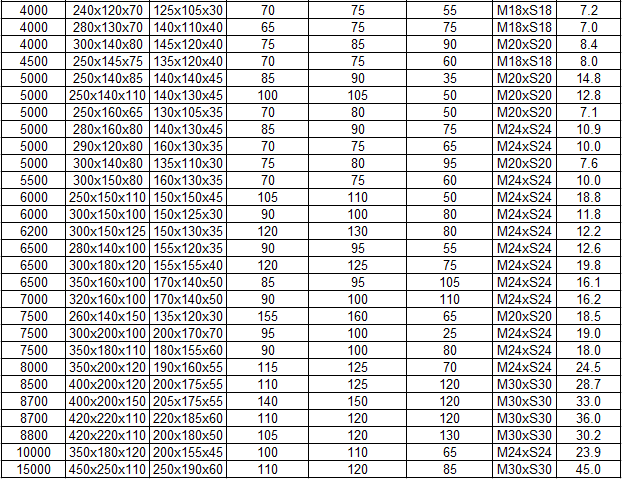 4000 240x120x70 125x105x30 70 75 55 M18xS18 7.2
4000 280x130x70 140x110x40 65 75 75 M18xS18 7.0
4000 300x140x80 145x120x40 75 85 90 M20xS20 8.4
4500 250x145x75 135x120x40 70 75 60 M18xS18 8.0
5000 250x140x85 140x140x45 85 90 35 M20xS20 14.8
5000 250x140x110 140x130x45 100 105 50 M20xS20 12.8
5000 250x160x65 130x105x35 70 80 50 M20xS20 7.1
5000 280x160x80 140x130x45 85 90 75 M24xS24 10.9
5000 290x120x80 160x130x35 70 75 65 M24xS24 10.0
5000 300x140x80 135x110x30 75 80 95 M20xS20 7.6
5500 300x150x80 160x130x35 70 75 60 M24xS24 10.0
6000 250x150x110 150x150x45 105 110 50 M24xS24 18.8
6000 300x150x100 150x125x30 90 100 80 M24xS24 11.8
6200 300x150x125 150x130x35 120 130 80 M24xS24 12.2
6500 280x140x100 155x120x35 90 95 55 M24xS24 12.6
6500 300x180x120 155x155x40 120 125 75 M24xS24 19.8
6500 350x160x100 170x140x50 85 95 105 M24xS24 16.1
7000 320x160x100 170x140x50 90 100 110 M24xS24 16.2
7500 260x140x150 135x120x30 155 160 65 M20xS20 18.5
7500 300x200x100 200x170x70 95 100 25 M24xS24 19.0
7500 350x180x110 180x155x60 90 100 80 M24xS24 18.0
8000 350x200x120 190x160x55 115 125 70 M24xS24 24.5
8500 400x200x120 200x175x55 110 125 120 M30xS30 28.7
8700 400x200x150 205x175x55 140 150 120 M30xS30 33.0
8700 420x220x110 220x185x60 110 120 120 M30xS30 36.0
8800 420x220x110 200x180x50 105 120 130 M30xS30 30.2
10000 350x180x120 200x155x45 100 110 65 M24xS24 23.9
15000 450x250x110 250x190x60 110 120 85 M30xS30 45.0